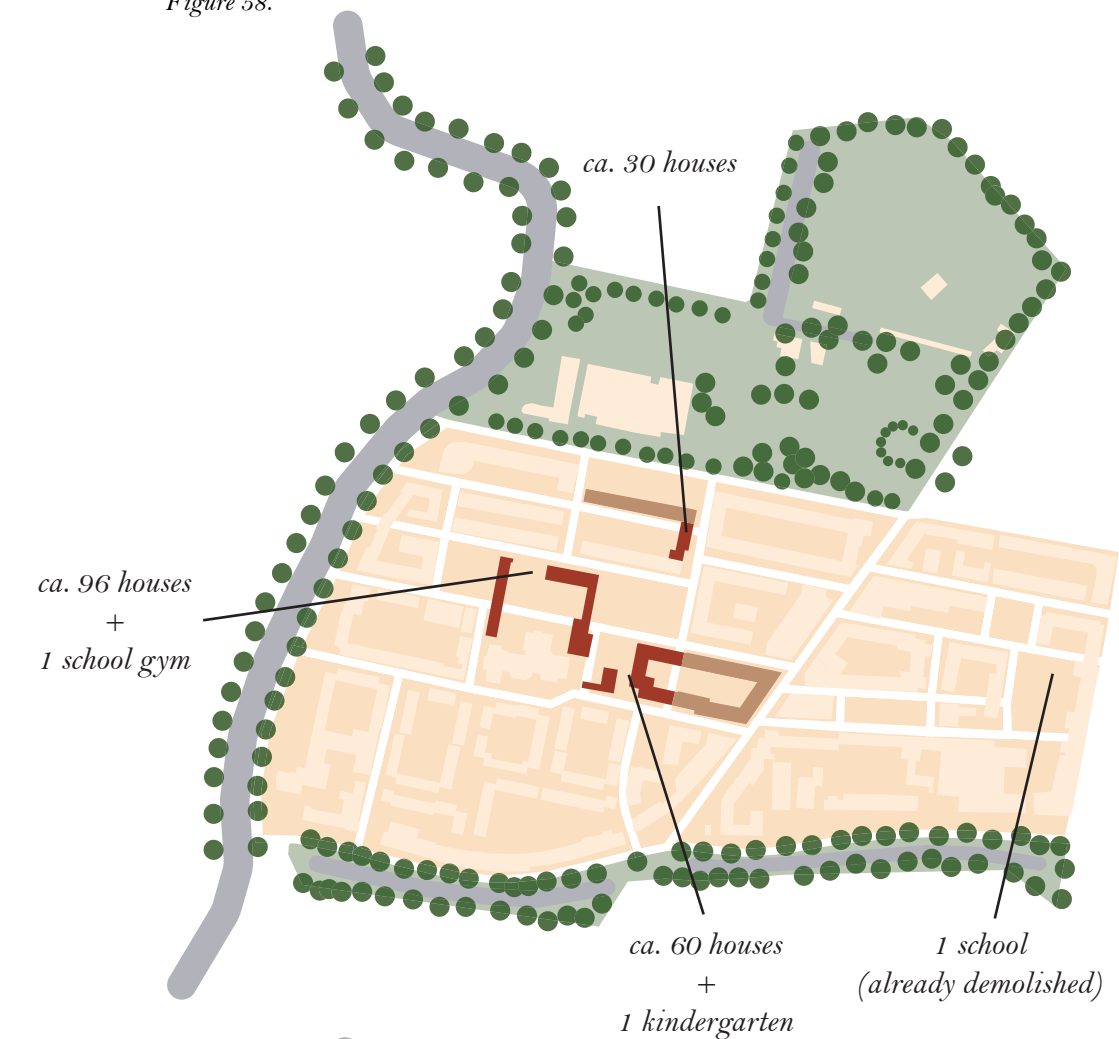 Figure 58.
ca. 30 houses
ca. 96 houses
+
1 school gym
ca. 60 houses
+
1 kindergarten
1 school
(already demolished)